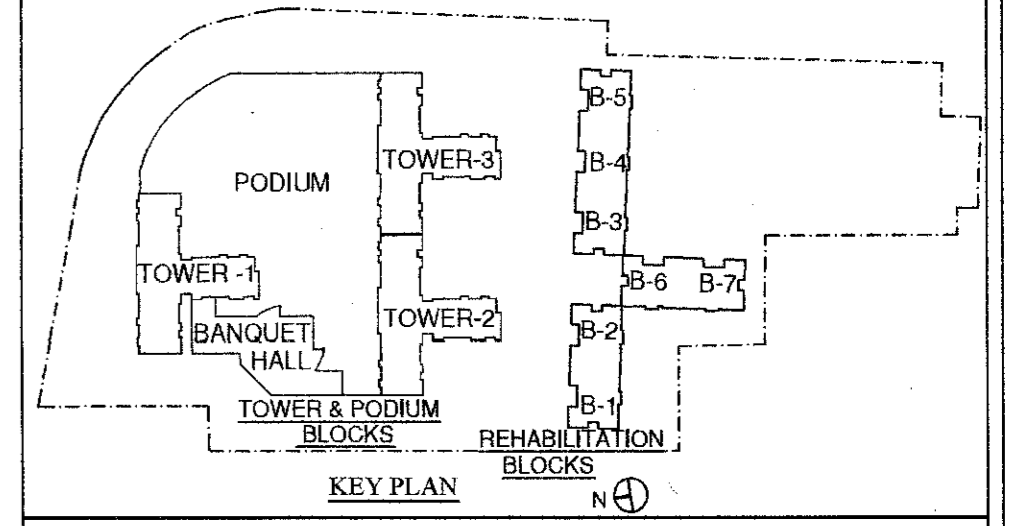 B-5
TOWER-3
B-4
PODIUM
B-3
TOWER -1
B-6
B-7
TOWER-2
B-2
BANQUET
HALL
B-1
TOWER & PODIUM
BLOCKS
REHABILITATION
BLOCKS
KEY PLAN
N